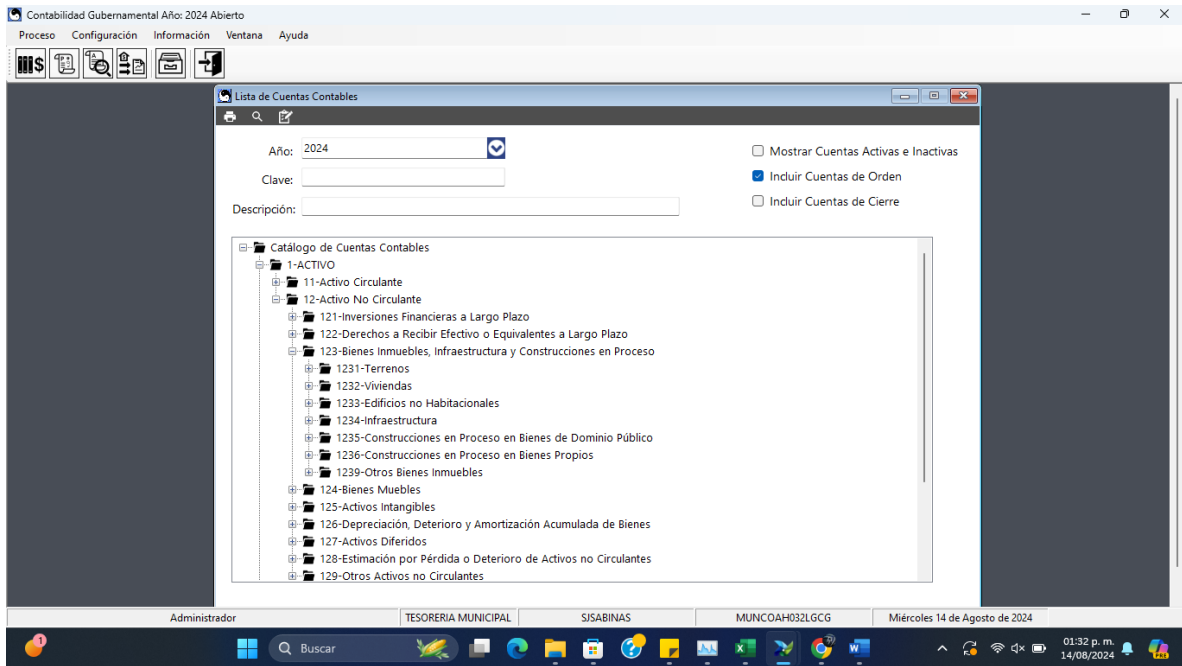 Contabilidad Gubernamental Año: 2024 Abierto
Proceso Configuración Información Ventana Ayuda
Lista de Cuentas Contables
Año: 2024
Mostrar Cuentas Activas e Inactivas
Clave:
Incluir Cuentas de Orden
Descripción:
Incluir Cuentas de Cierre
Catálogo de Cuentas Contables
1-ACTIVO
11-Activo Circulante
12-Activo No Circulante
121-Inversiones Financieras a Largo Plazo
122-Derechos a Recibir Efectivo o Equivalentes a Largo Plazo
123-Bienes Inmuebles, Infraestructura y Construcciones en Proceso
1231-Terrenos
1232-Viviendas
1233-Edificios no Habitacionales
1234-Infraestructura
1235-Construcciones en Proceso en Bienes de Dominio Público
1236-Construcciones en Proceso en Bienes Propios
1239-Otros Bienes Inmuebles
124-Bienes Muebles
125-Activos Intangibles
126-Depreciación, Deterioro y Amortización Acumulada de Bienes
127-Activos Diferidos
128-Estimación por Pérdida o Deterioro de Activos no Circulantes
129-Otros Activos no Circulantes
Administrador TESORERIA MUNICIPAL SJSABINAS MUNCOAH032LGCG Miércoles 14 de Agosto de 2024
1 Buscar 01:32 p. m.
14/08/2024
PRE